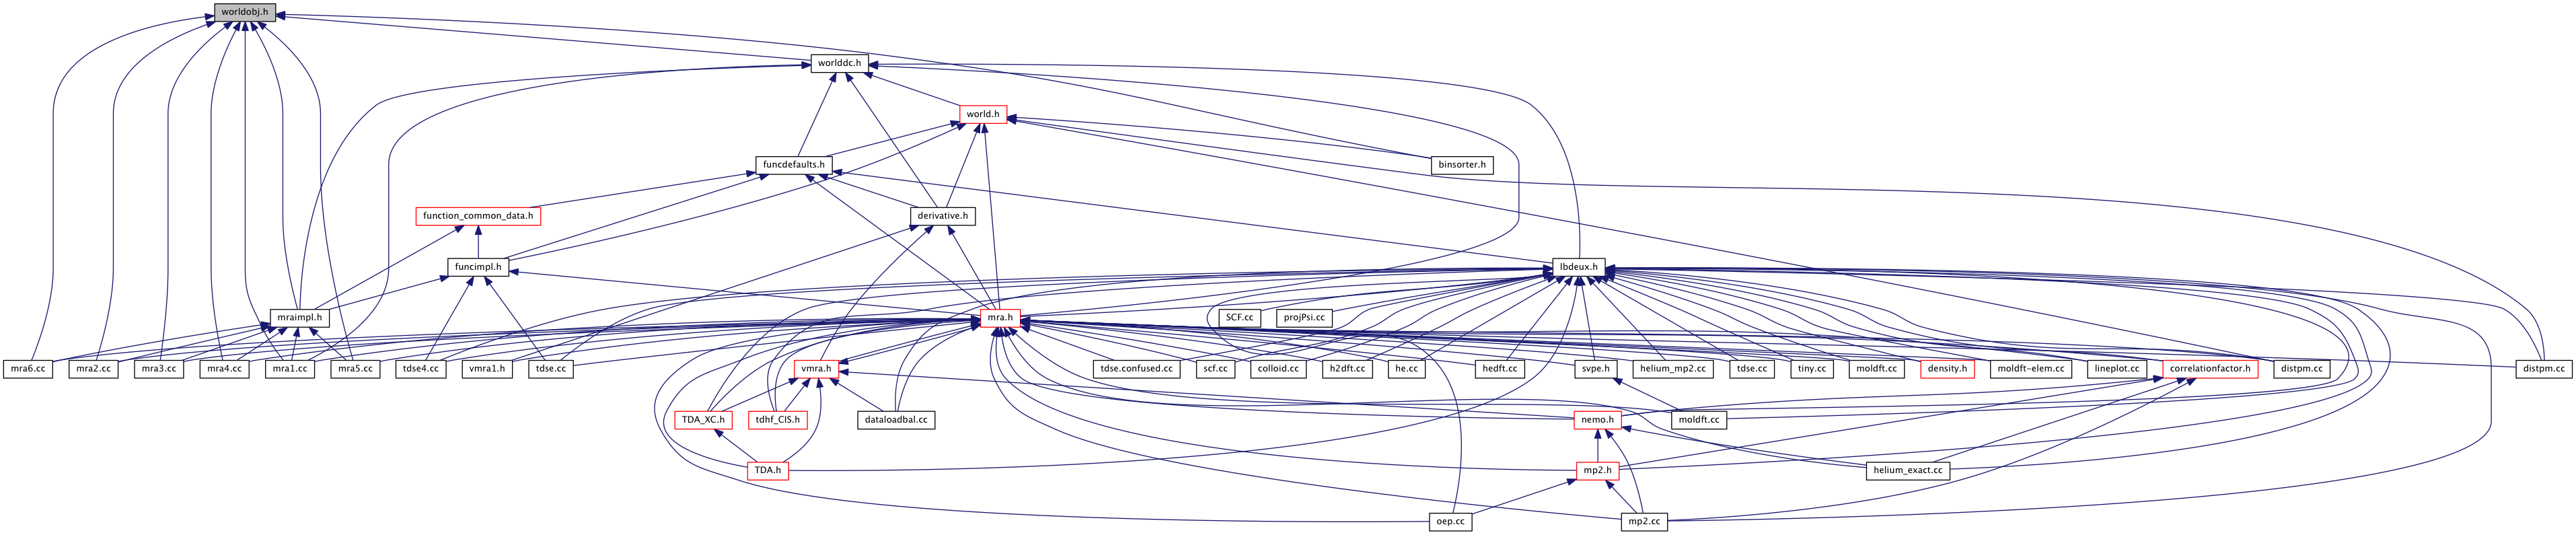 worldobj.h
worlddc.h
world.h
funcdefaults.h
binsorter.h
function_common_data.h
derivative.h
funcimpl.h
lbdeux.h
mraimpl.h
mra.h
SCF.cc
projPsi.cc
mra6.cc
mra2.cc
mra3.cc
mra4.cc
mra1.cc
mra5.cc
tdse4.cc
vmra1.h
tdse.cc
vmra.h
tdse.confused.cc
scf.cc
colloid.cc
h2dft.cc
he.cc
hedft.cc
svpe.h
helium_mp2.cc
tdse.cc
tiny.cc
moldft.cc
density.h
moldft-elem.cc
lineplot.cc
correlationfactor.h
distpm.cc
distpm.cc
TDA_XC.h
tdhf_CIS.h
dataloadbal.cc
nemo.h
moldft.cc
TDA.h
mp2.h
helium_exact.cc
oep.cc
mp2.cc